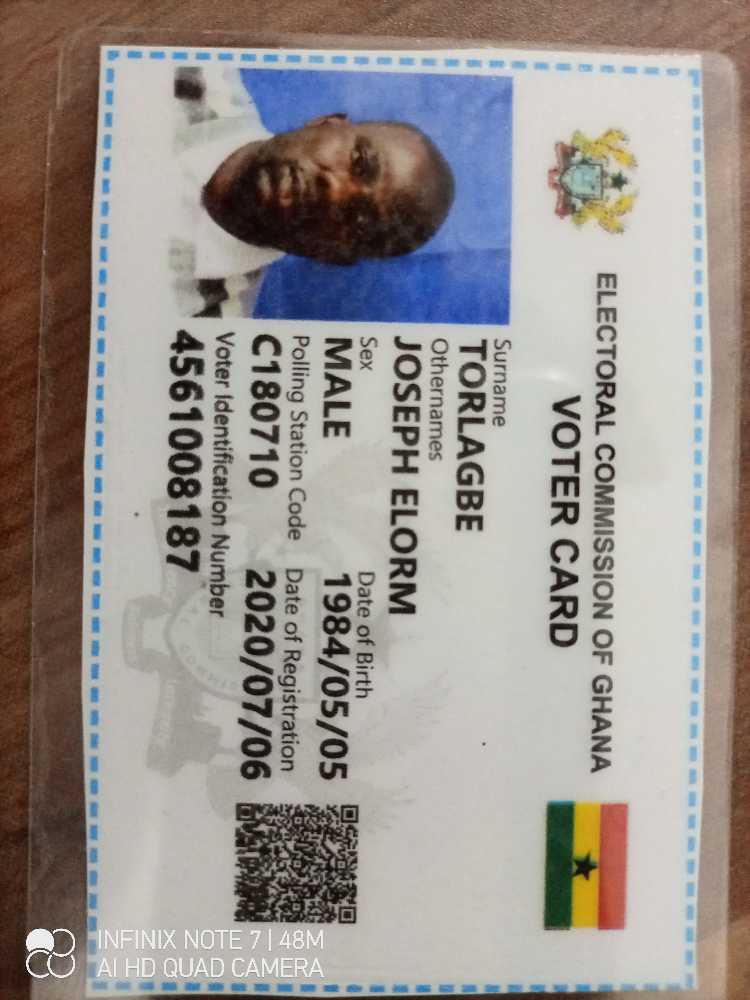 ELECTORAL COMMISSION OF GHANA
VOTER CARD
Surname
TORLAGBE
Othernames
JOSEPH ELORM
Sex Date of Birth
MALE 1984/05/05
Polling Station Code Date of Registration
C180710 2020/07/06
Voter Identification Number
4561008187
INFINIX NOTE 7 | 48M
AI HD QUAD CAMERA